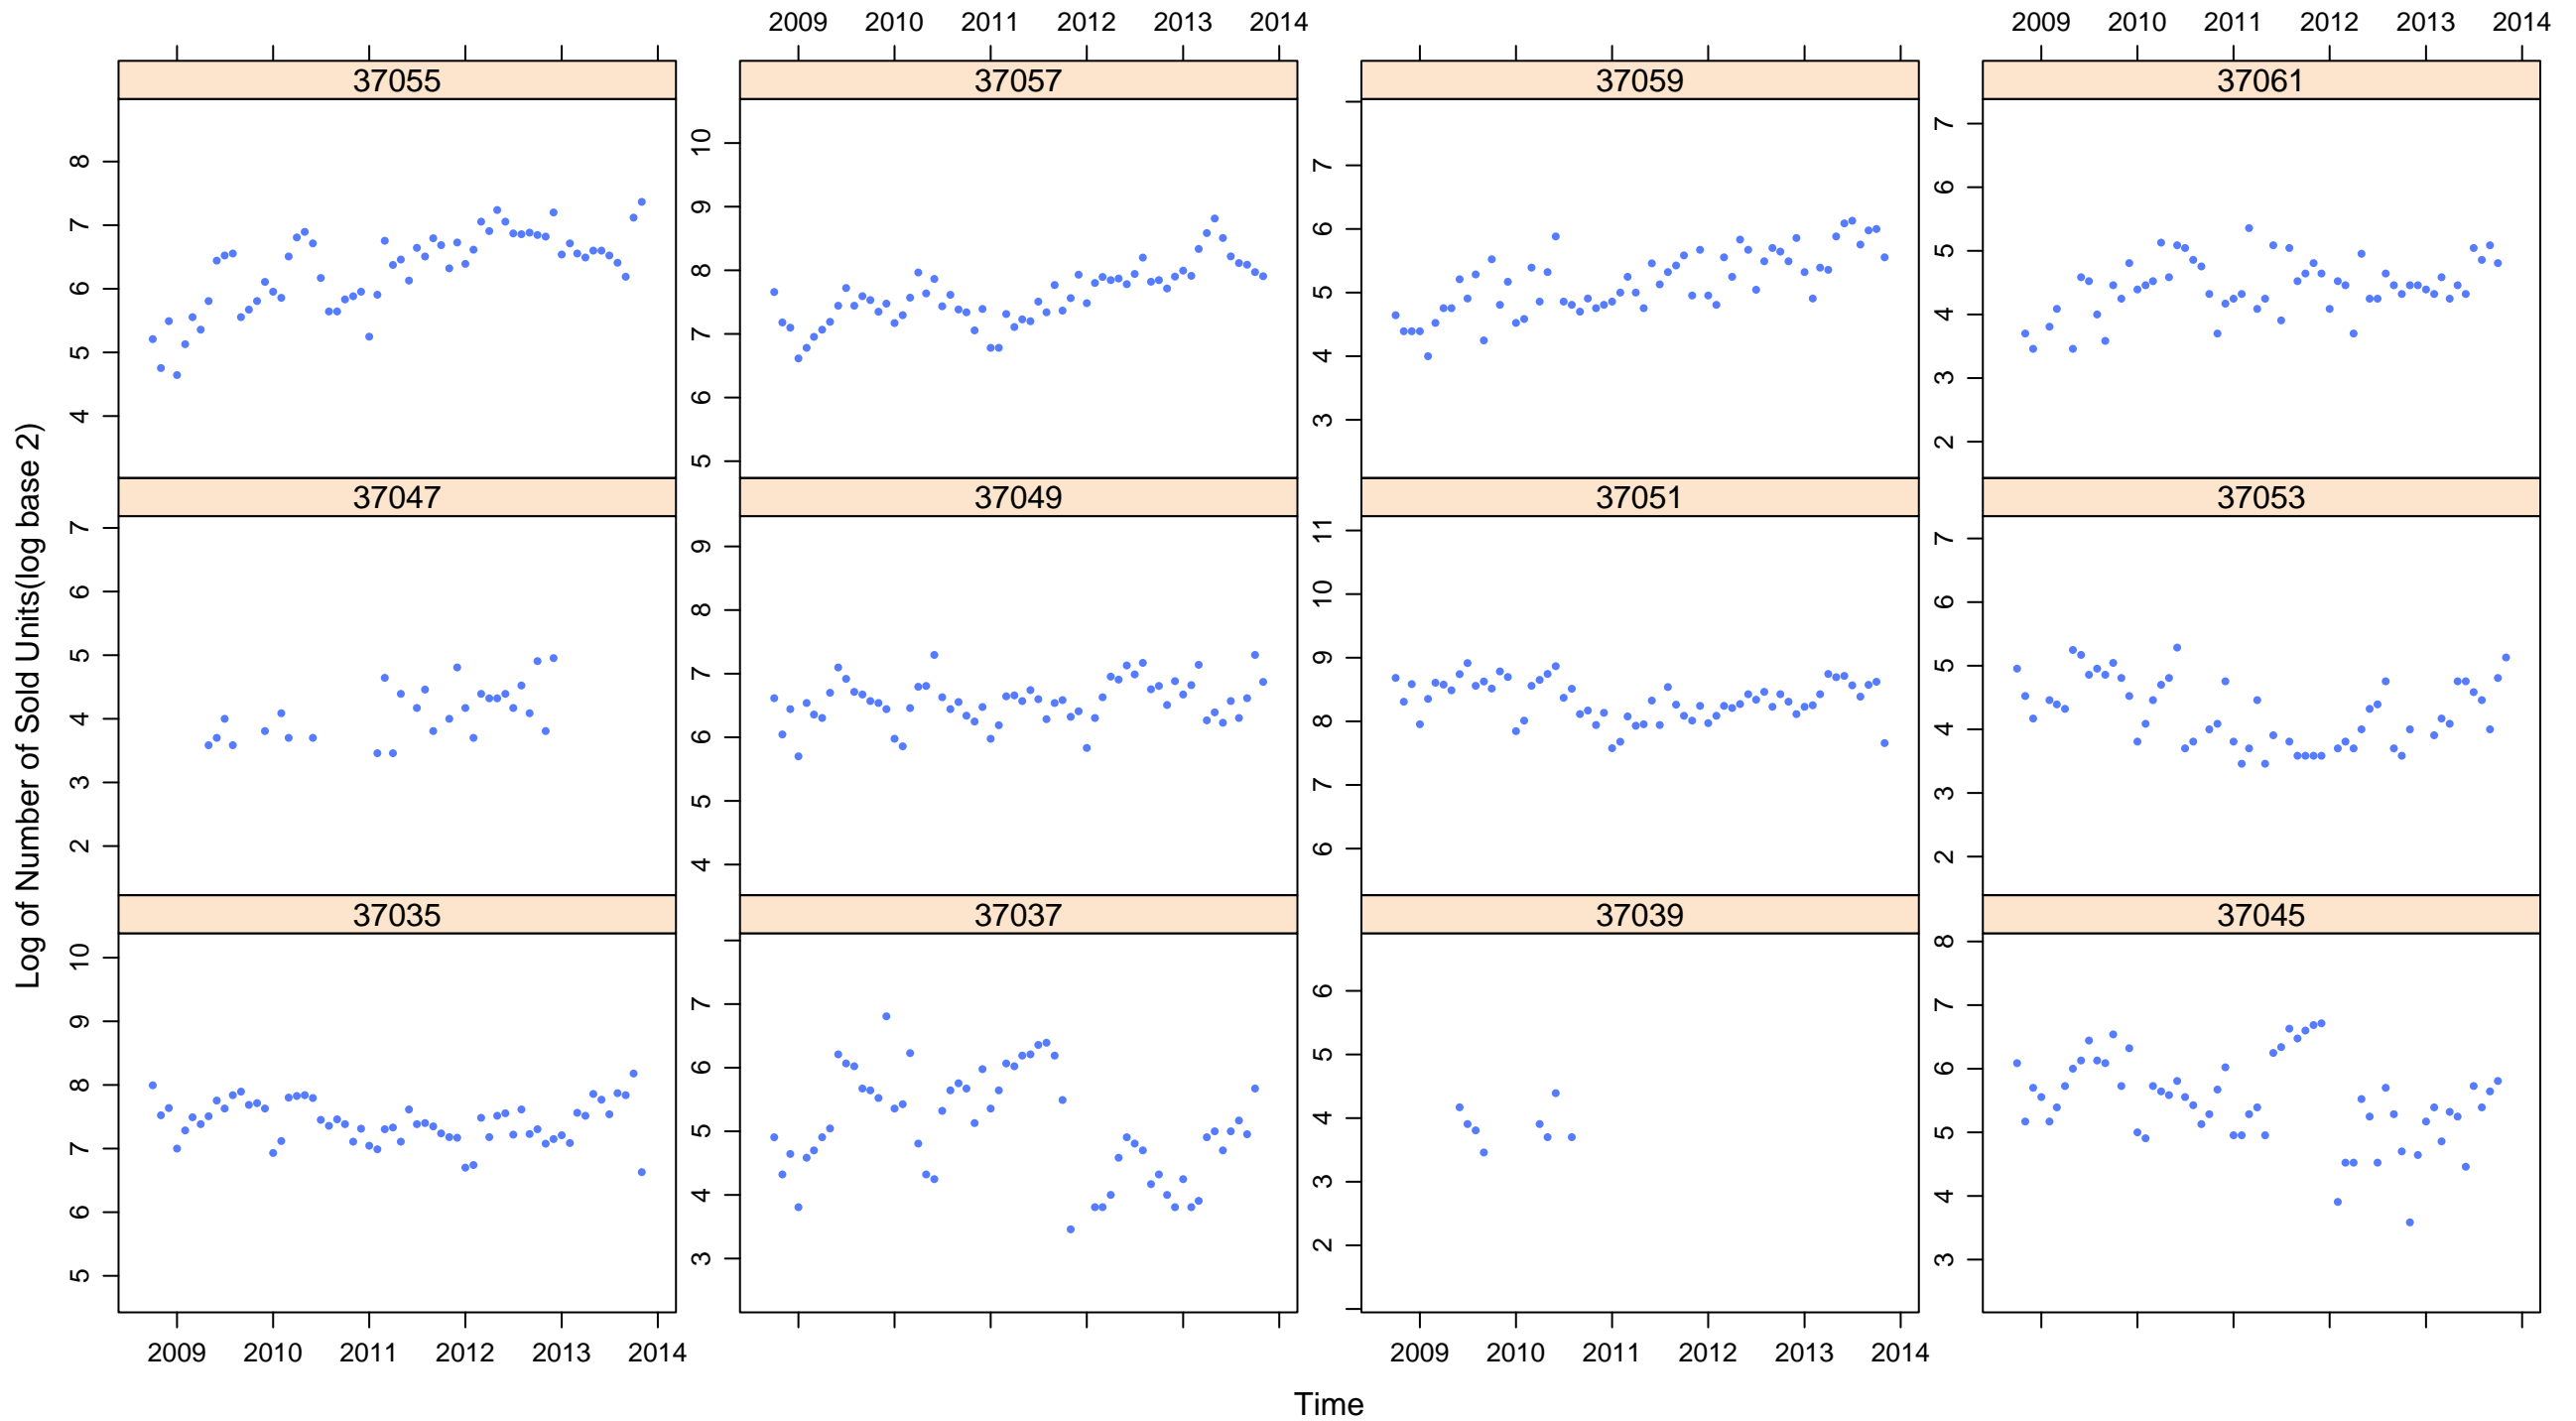 2009 2010 2011 2012 2013 2014 2009 2010 2011 2012 2013 2014
37055 37057 37059 37061
8 7 6 5 4
10 9 8 7 6 5
7 6 5 4 3
7 6 5 4 3 2
37047 37049 37051 37053
7 6 5 4 3 2
9 8 7 6 5 4
11 10 9 8 7 6
7 6 5 4 3 2
37035 37037 37039 37045
10 9 8 7 6 5
7 6 5 4 3
6 5 4 3 2
8 7 6 5 4 3
2009 2010 2011 2012 2013 2014 2009 2010 2011 2012 2013 2014
Log of Number of Sold Units(log base 2)
Time